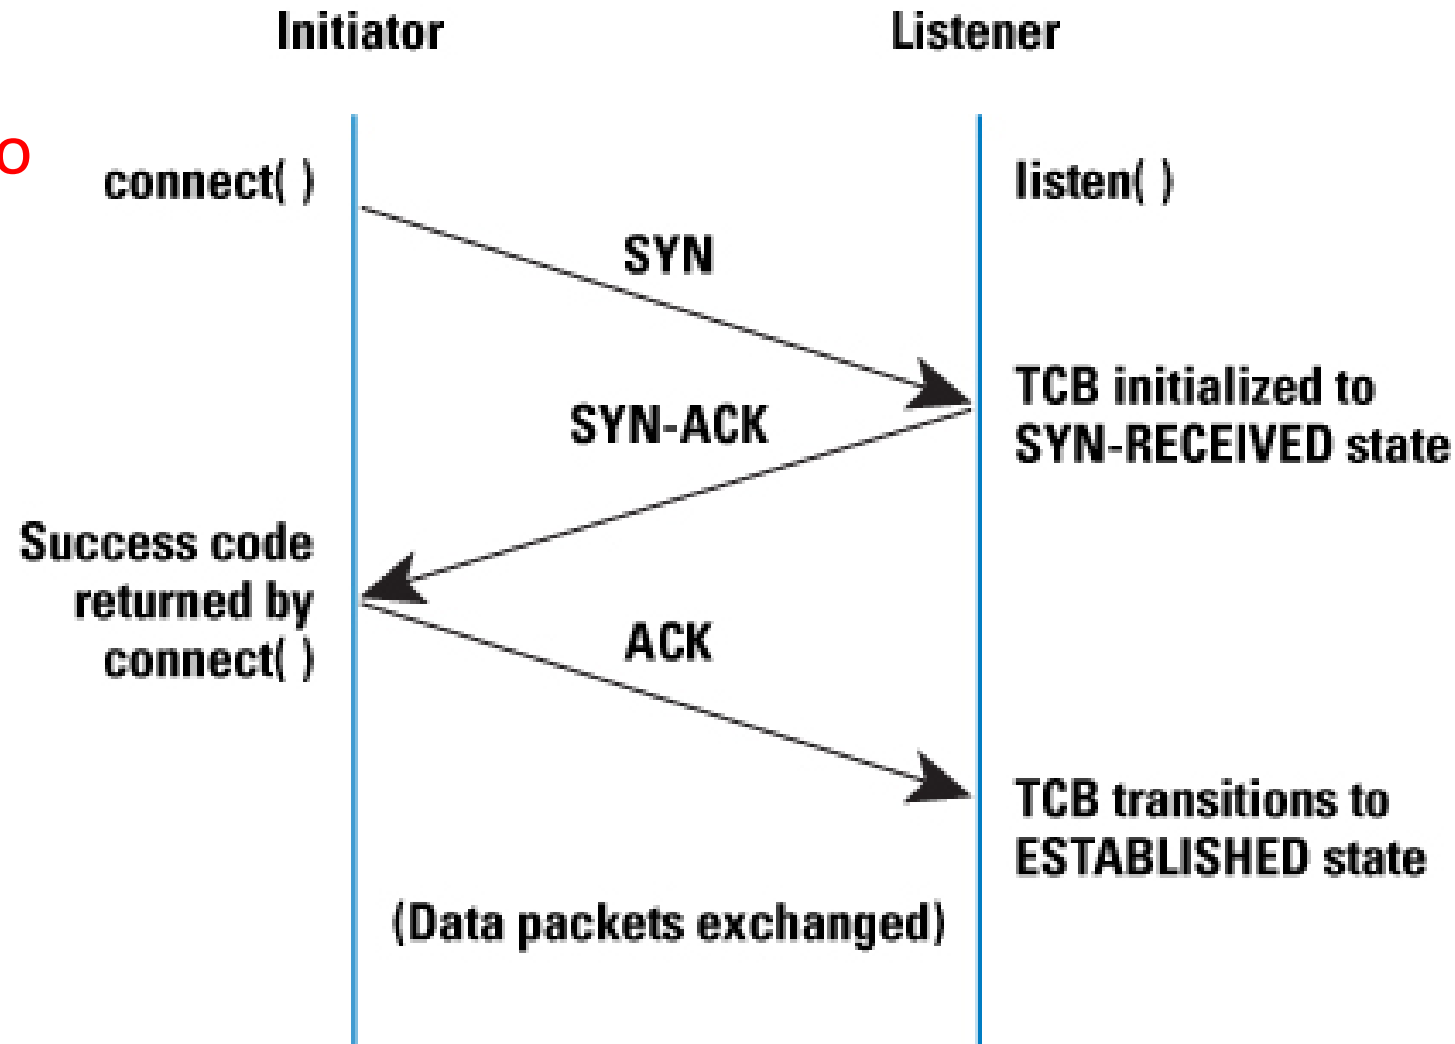 Initiator
Listener
o
connect( )
listen( )
SYN
TCB initialized to
SYN-RECEIVED state
SYN-ACK
Success code
returned by
connect( )
ACK
TCB transitions to
ESTABLISHED state
(Data packets exchanged)